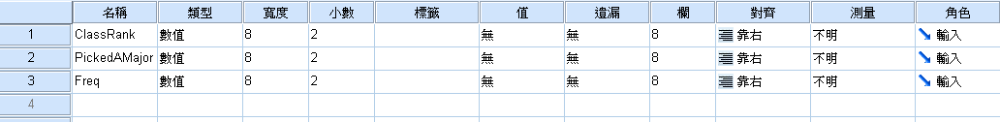 名稱 類型 寬度 小數 標籤 值 遺漏 欄 對齊 測量 角色
1 ClassRank 數值 8 2 無 無 8 靠右 不明 輸入
2 PickedAMajor 數值 8 2 無 無 8 靠右 不明 輸入
3 Freq 數值 8 2 無 無 8 靠右 不明 輸入
4